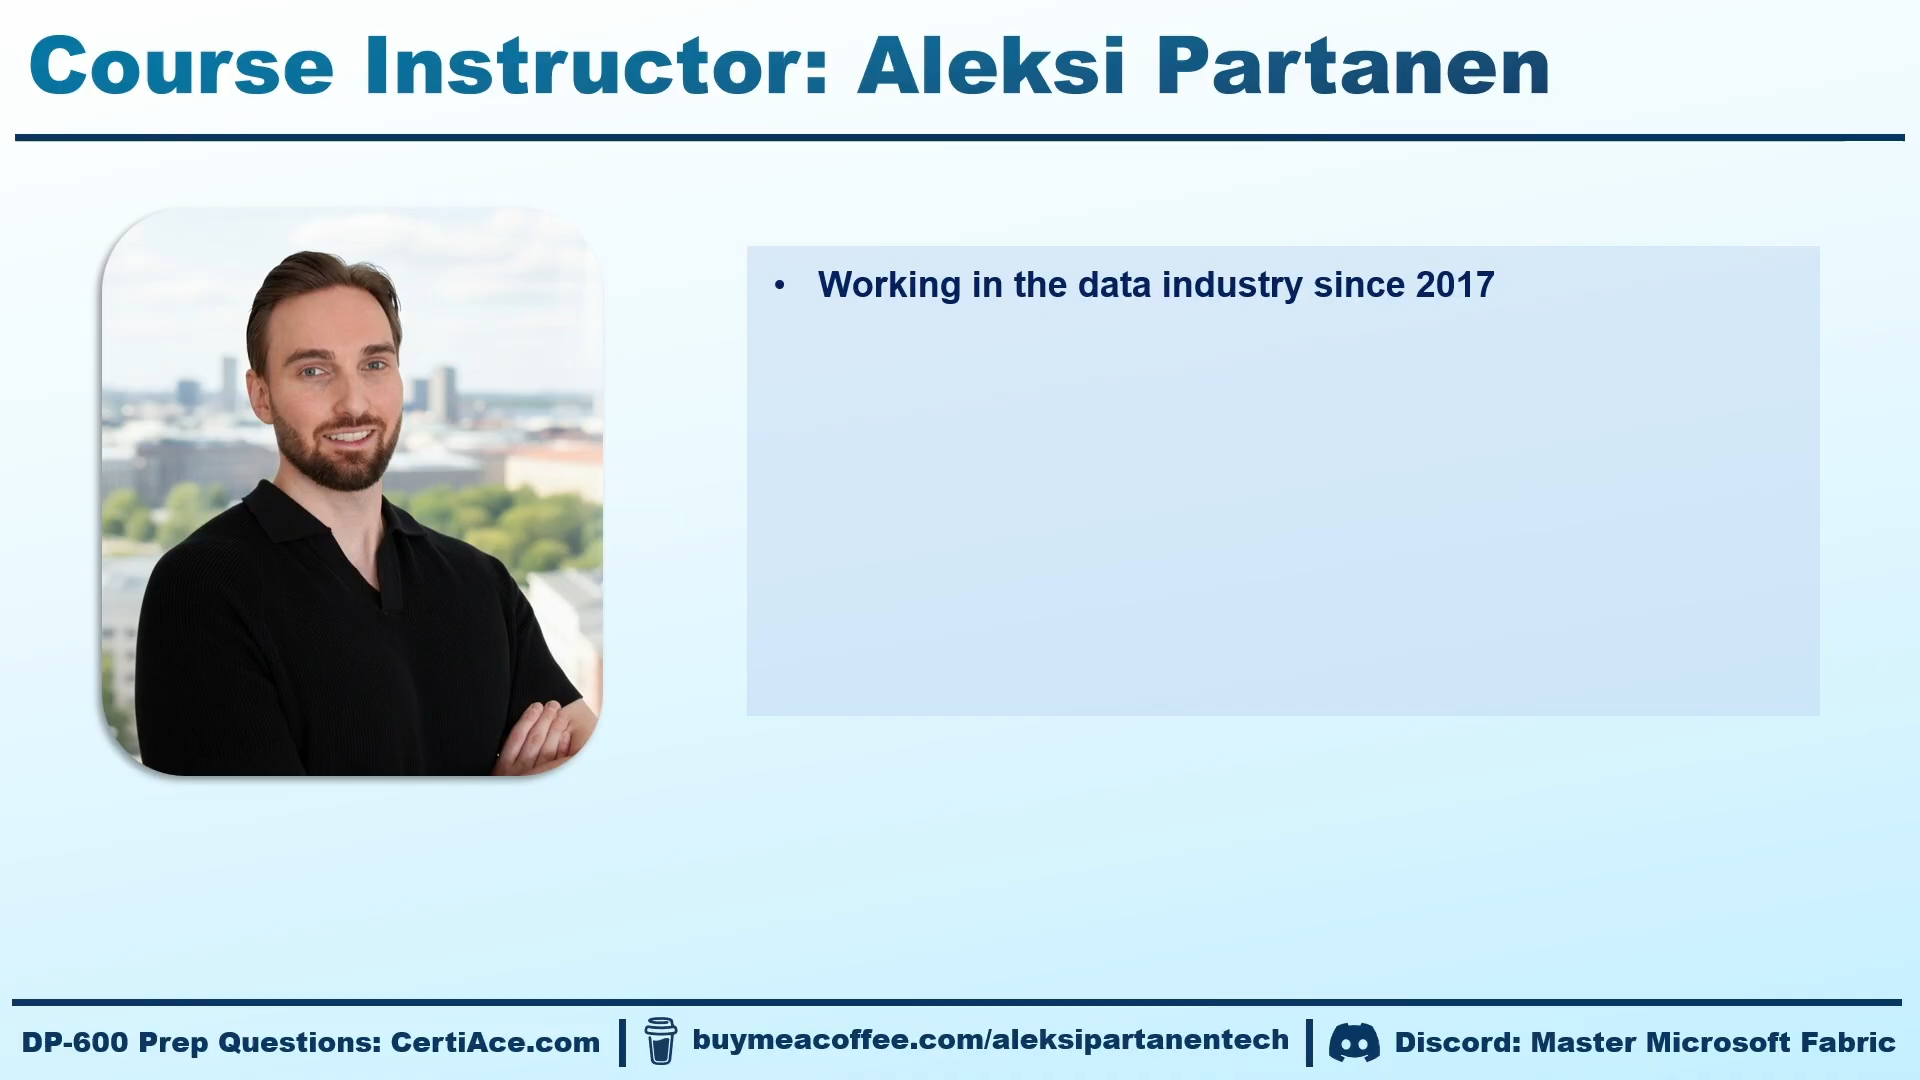 Course Instructor: Aleksi Partanen
• Working in the data industry since 2017
DP-600 Prep Questions: CertiAce.com
buymeacoffee.com/aleksipartanentech
Discord: Master Microsoft Fabric